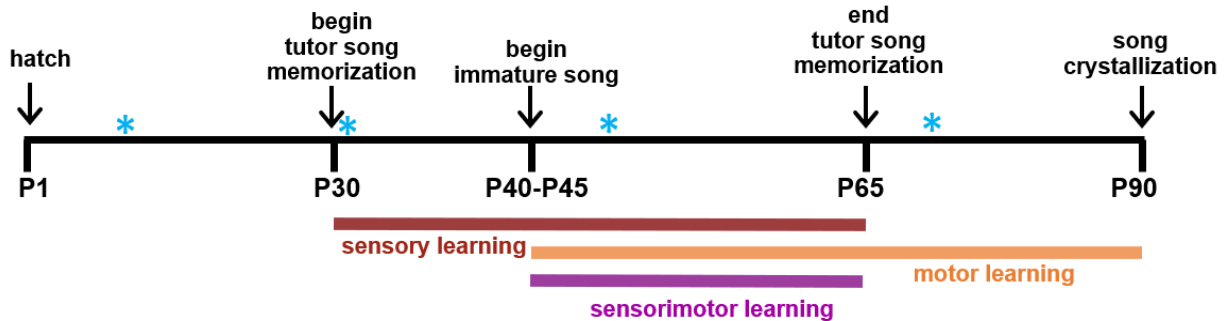 hatch
begin
tutor song
memorization
begin
immature song
end
tutor song
memorization
song
crystallization
* * * *
P1
P30
P40-P45
P65
P90
sensory learning
motor learning
sensorimotor learning